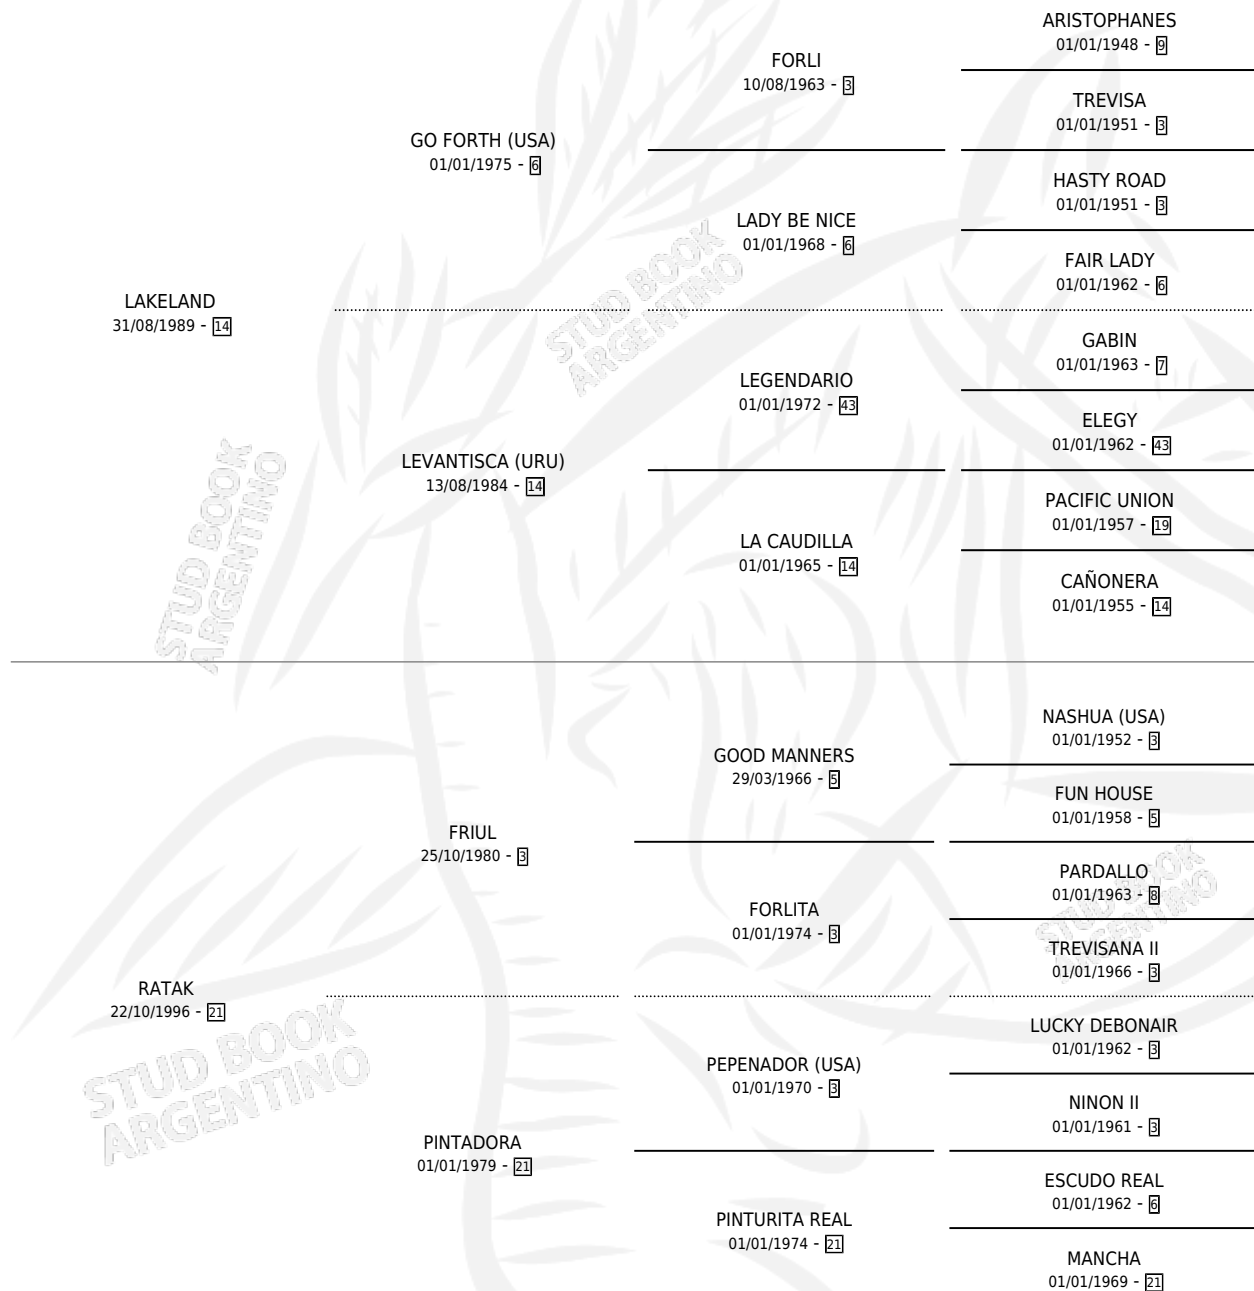 ARISTOPHANES
01/01/1948 - 9
FORLI
10/08/1963 - 3
TREVISA
01/01/1951 - 3
GO FORTH (USA)
01/01/1975 - 6
HASTY ROAD
01/01/1951 - 3
LADY BE NICE
01/01/1968 - 6
FAIR LADY
01/01/1962 - 6
LAKELAND
31/08/1989 - 14
GABIN
01/01/1963 - 7
LEGENDARIO
01/01/1972 - 43
ELEGY
01/01/1962 - 43
LEVANTISCA (URU)
13/08/1984 - 14
PACIFIC UNION
01/01/1957 - 19
LA CAUDILLA
01/01/1965 - 14
CAÑONERA
01/01/1955 - 14
NASHUA (USA)
01/01/1952 - 3
GOOD MANNERS
29/03/1966 - 5
FUN HOUSE
01/01/1958 - 5
FRIUL
25/10/1980 - 3
PARDALLO
01/01/1963 - 8
FORLITA
01/01/1974 - 3
TREVISANA II
01/01/1966 - 3
RATAK
22/10/1996 - 21
LUCKY DEBONAIR
01/01/1962 - 3
PEPENADOR (USA)
01/01/1970 - 3
NINON II
01/01/1961 - 3
PINTADORA
01/01/1979 - 21
ESCUDO REAL
01/01/1962 - 6
PINTURITA REAL
01/01/1974 - 21
MANCHA
01/01/1969 - 21
STUD BOOK
ARGENTINO
STUD BOOK
ARGENTINO
STUD BOOK
ARGENTINO
STUD BOOK
ARGENTINO